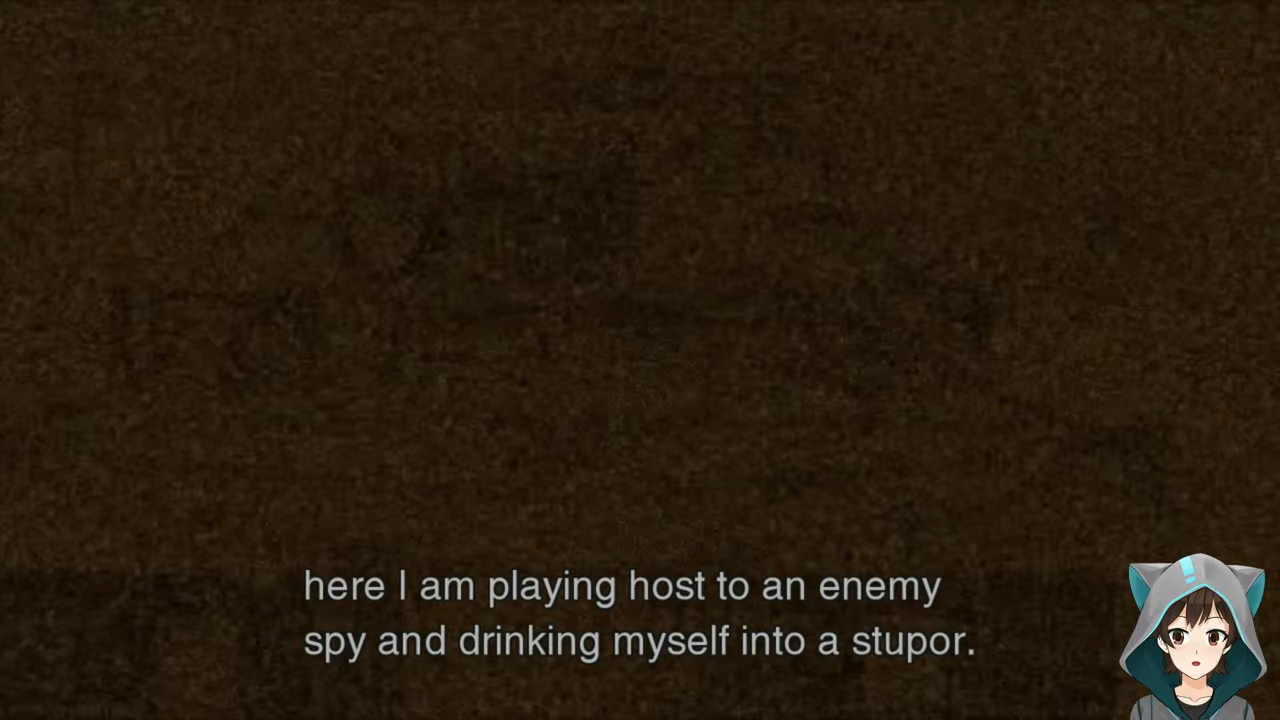 here I am playing host to an enemy
spy and drinking myself into a stupor.